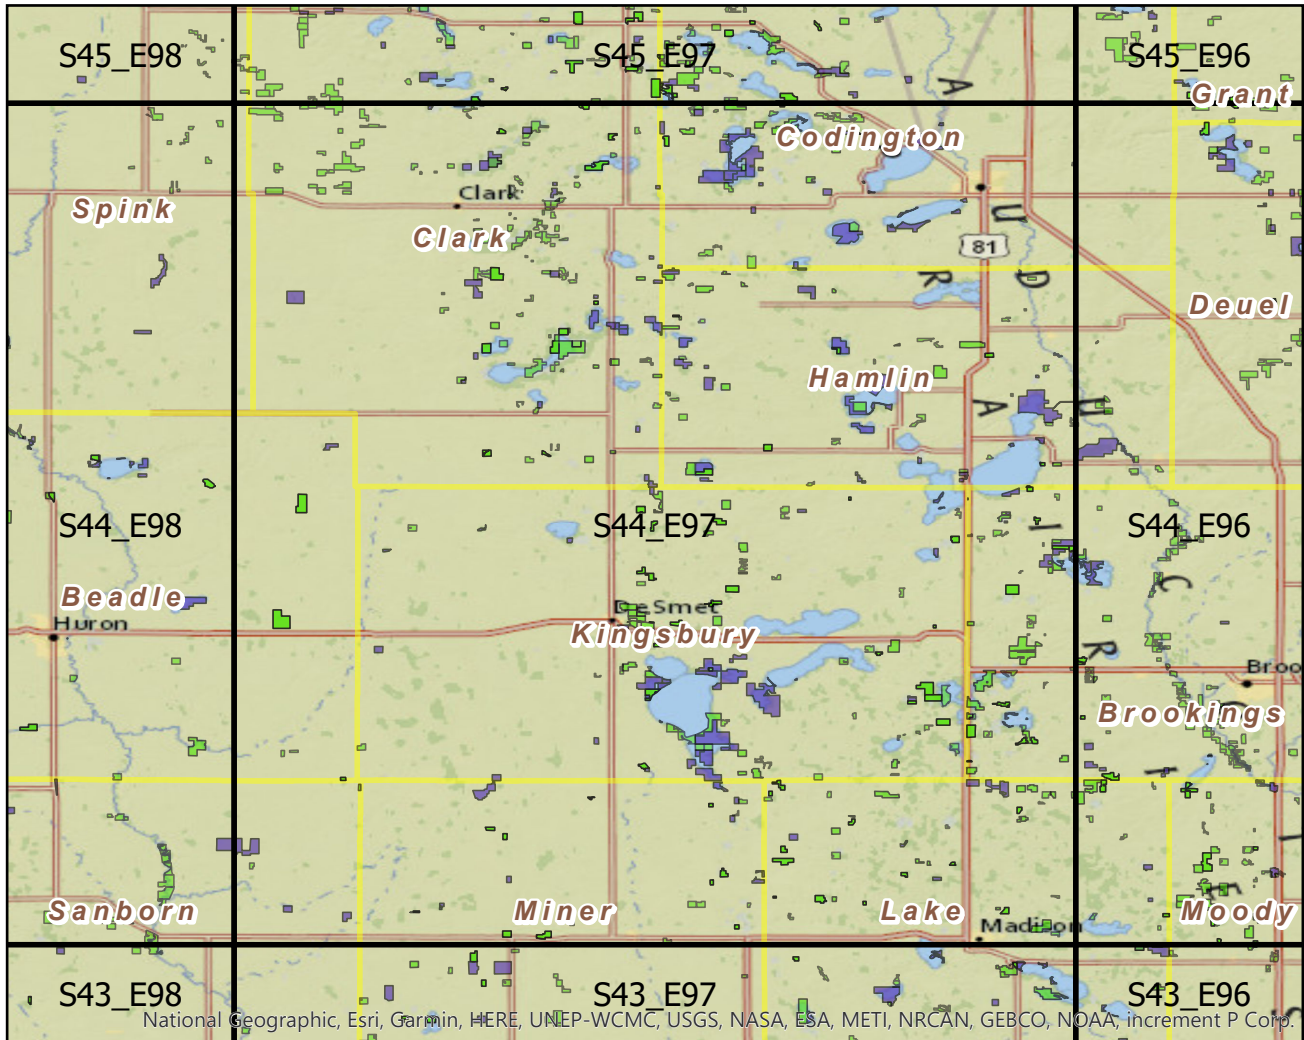 S45_E98
S45_E97
S45_E96
Grant
A
Codington
Clark
Spink
Clark
U
81
R
D
Deuel
Hamlin
A
U
S44_E98
S44_E97
S44_E96
I
Beadle
C
DeSmet
Huron
Kingsbury
R
Broo
Brookings
C
I
I
F
Sanborn
Miner
Lake
Moody
Madison
S43_E98
S43_E97
S43_E96
S
National Geographic, Esri, Garmin, HERE, UNEP-WCMC, USGS, NASA, ESA, METI, NRCAN, GEBCO, NOAA, increment P Corp.